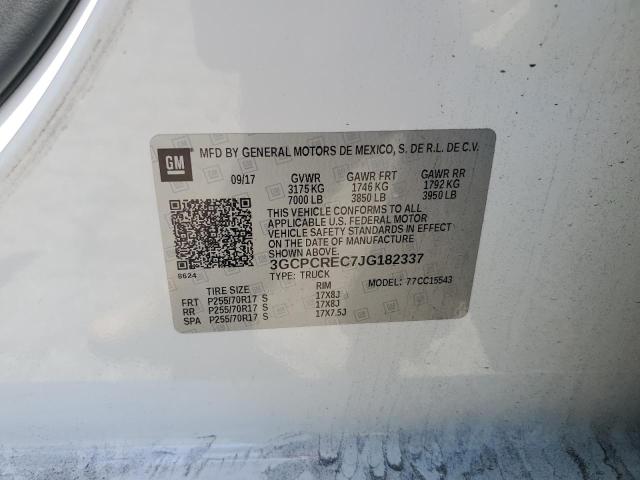 GM MFD BY GENERAL MOTORS DE MEXICO, S. DE R.L. DE C.V.
09/17 GVWR GAWR FRT GAWR RR
3175 KG 1746 KG 1792 KG
7000 LB 3850 LB 3950 LB
THIS VEHICLE CONFORMS TO ALL
APPLICABLE U.S. FEDERAL MOTOR
VEHICLE SAFETY STANDARDS IN EFFECT
ON THE DATE OF MANUFACTURE
SHOWN ABOVE.
3GCPCREC7JG182337
8624 TYPE: TRUCK MODEL: 77CC15543
TIRE SIZE RIM
FRT P255/70R17 S 17X8J
RR P255/70R17 S 17X8J
SPA P255/70R17 S 17X7.5J